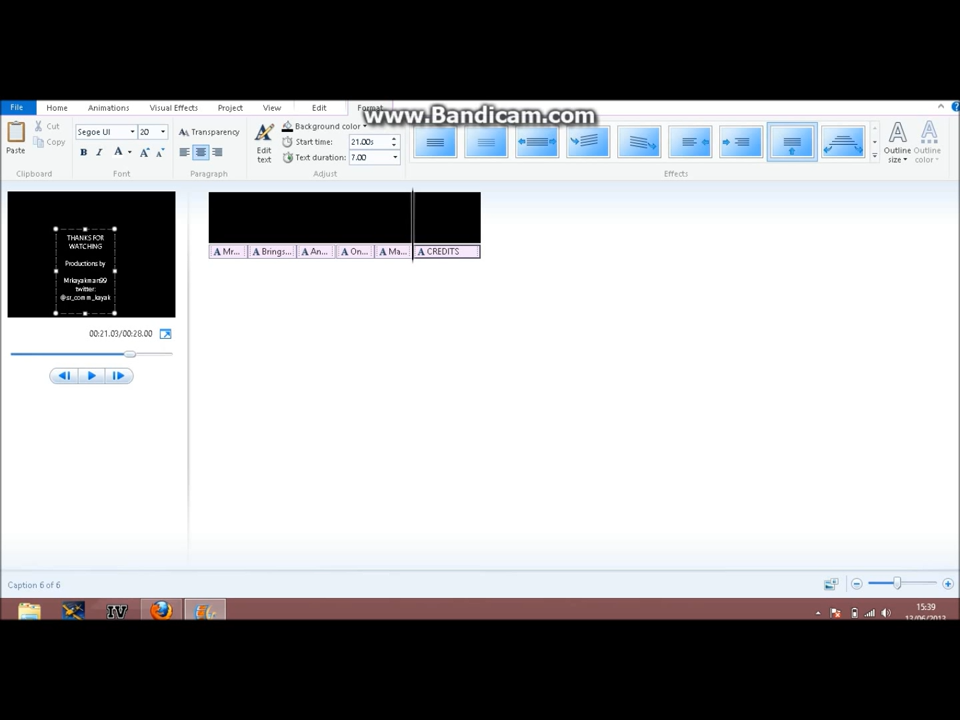 www.Bandicam.com
File Home Animations Visual Effects Project View Edit Format
Paste
Cut
Copy
Clipboard
Segoe UI 20
B I A A A
Font
Transparency
Paragraph
Edit text
Background color
Start time: 21.00s
Text duration: 7.00
Adjust
Effects
Outline size
Outline color
THANKS FOR
WATCHING
Productions by
Mrkayakman99
twitter:
@sr_comm_kayak
00:21.03/00:28.00
A Mr... A Brings... A An... A On... A Ma... A CREDITS
Caption 6 of 6
IV
15:39